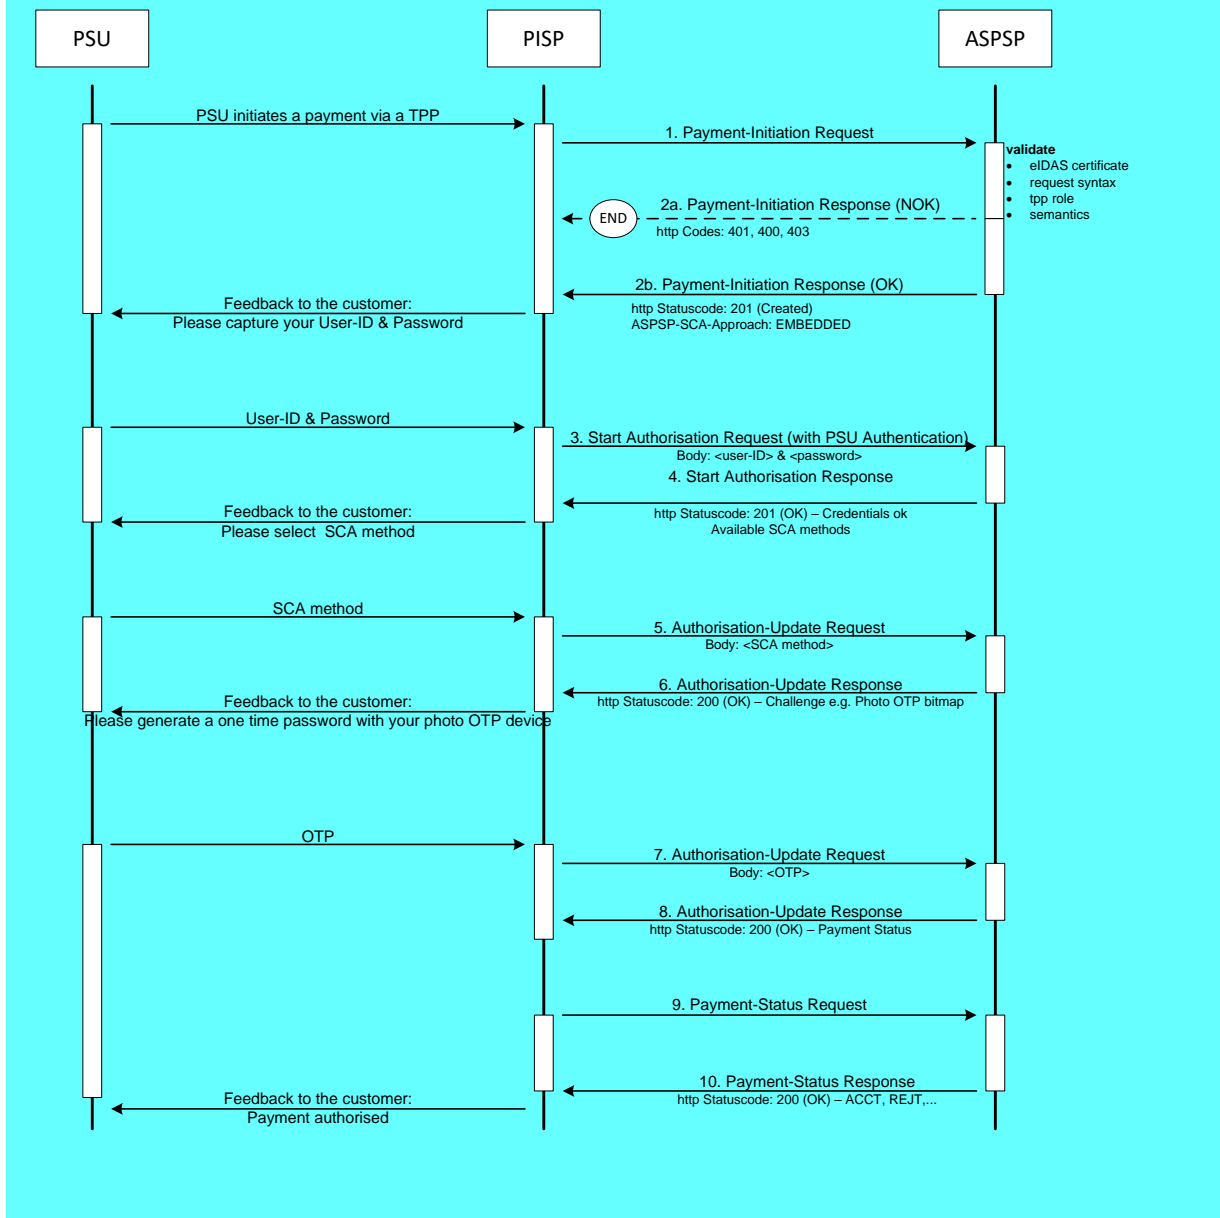 PSU
PISP
ASPSP
PSU initiates a payment via a TPP
1. Payment-Initiation Request
validate
• eIDAS certificate
• request syntax
• tpp role
• semantics
2a. Payment-Initiation Response (NOK)
END
http Codes: 401, 400, 403
2b. Payment-Initiation Response (OK)
http Statuscode: 201 (Created)
ASPSP-SCA-Approach: EMBEDDED
Feedback to the customer:
Please capture your User-ID & Password
User-ID & Password
3. Start Authorisation Request (with PSU Authentication)
Body: <user-ID> & <password>
4. Start Authorisation Response
http Statuscode: 201 (OK) – Credentials ok
Available SCA methods
Feedback to the customer:
Please select  SCA method
SCA method
5. Authorisation-Update Request
Body: <SCA method>
6. Authorisation-Update Response
http Statuscode: 200 (OK) – Challenge e.g. Photo OTP bitmap
Feedback to the customer:
Please generate a one time password with your photo OTP device
OTP
7. Authorisation-Update Request
Body: <OTP>
8. Authorisation-Update Response
http Statuscode: 200 (OK) – Payment Status
9. Payment-Status Request
10. Payment-Status Response
http Statuscode: 200 (OK) – ACCT, REJT,...
Feedback to the customer:
Payment authorised